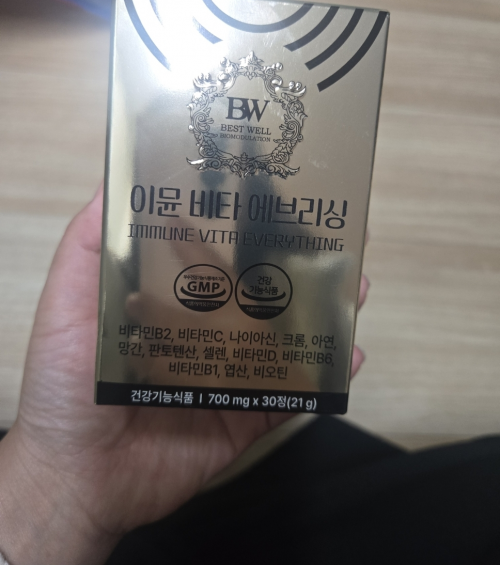 BW
BEST WELL
BIOMODULATION
이뮨 비타 에브리싱
IMMUNE VITA EVERYTHING
GMP
건강
기능식품
비타민B2, 비타민C, 나이아신, 크롬, 아연,
망간, 판토텐산, 셀렌, 비타민D, 비타민B6,
비타민B1, 엽산, 비오틴
건강기능식품 I 700 mg x 30정(21 g)